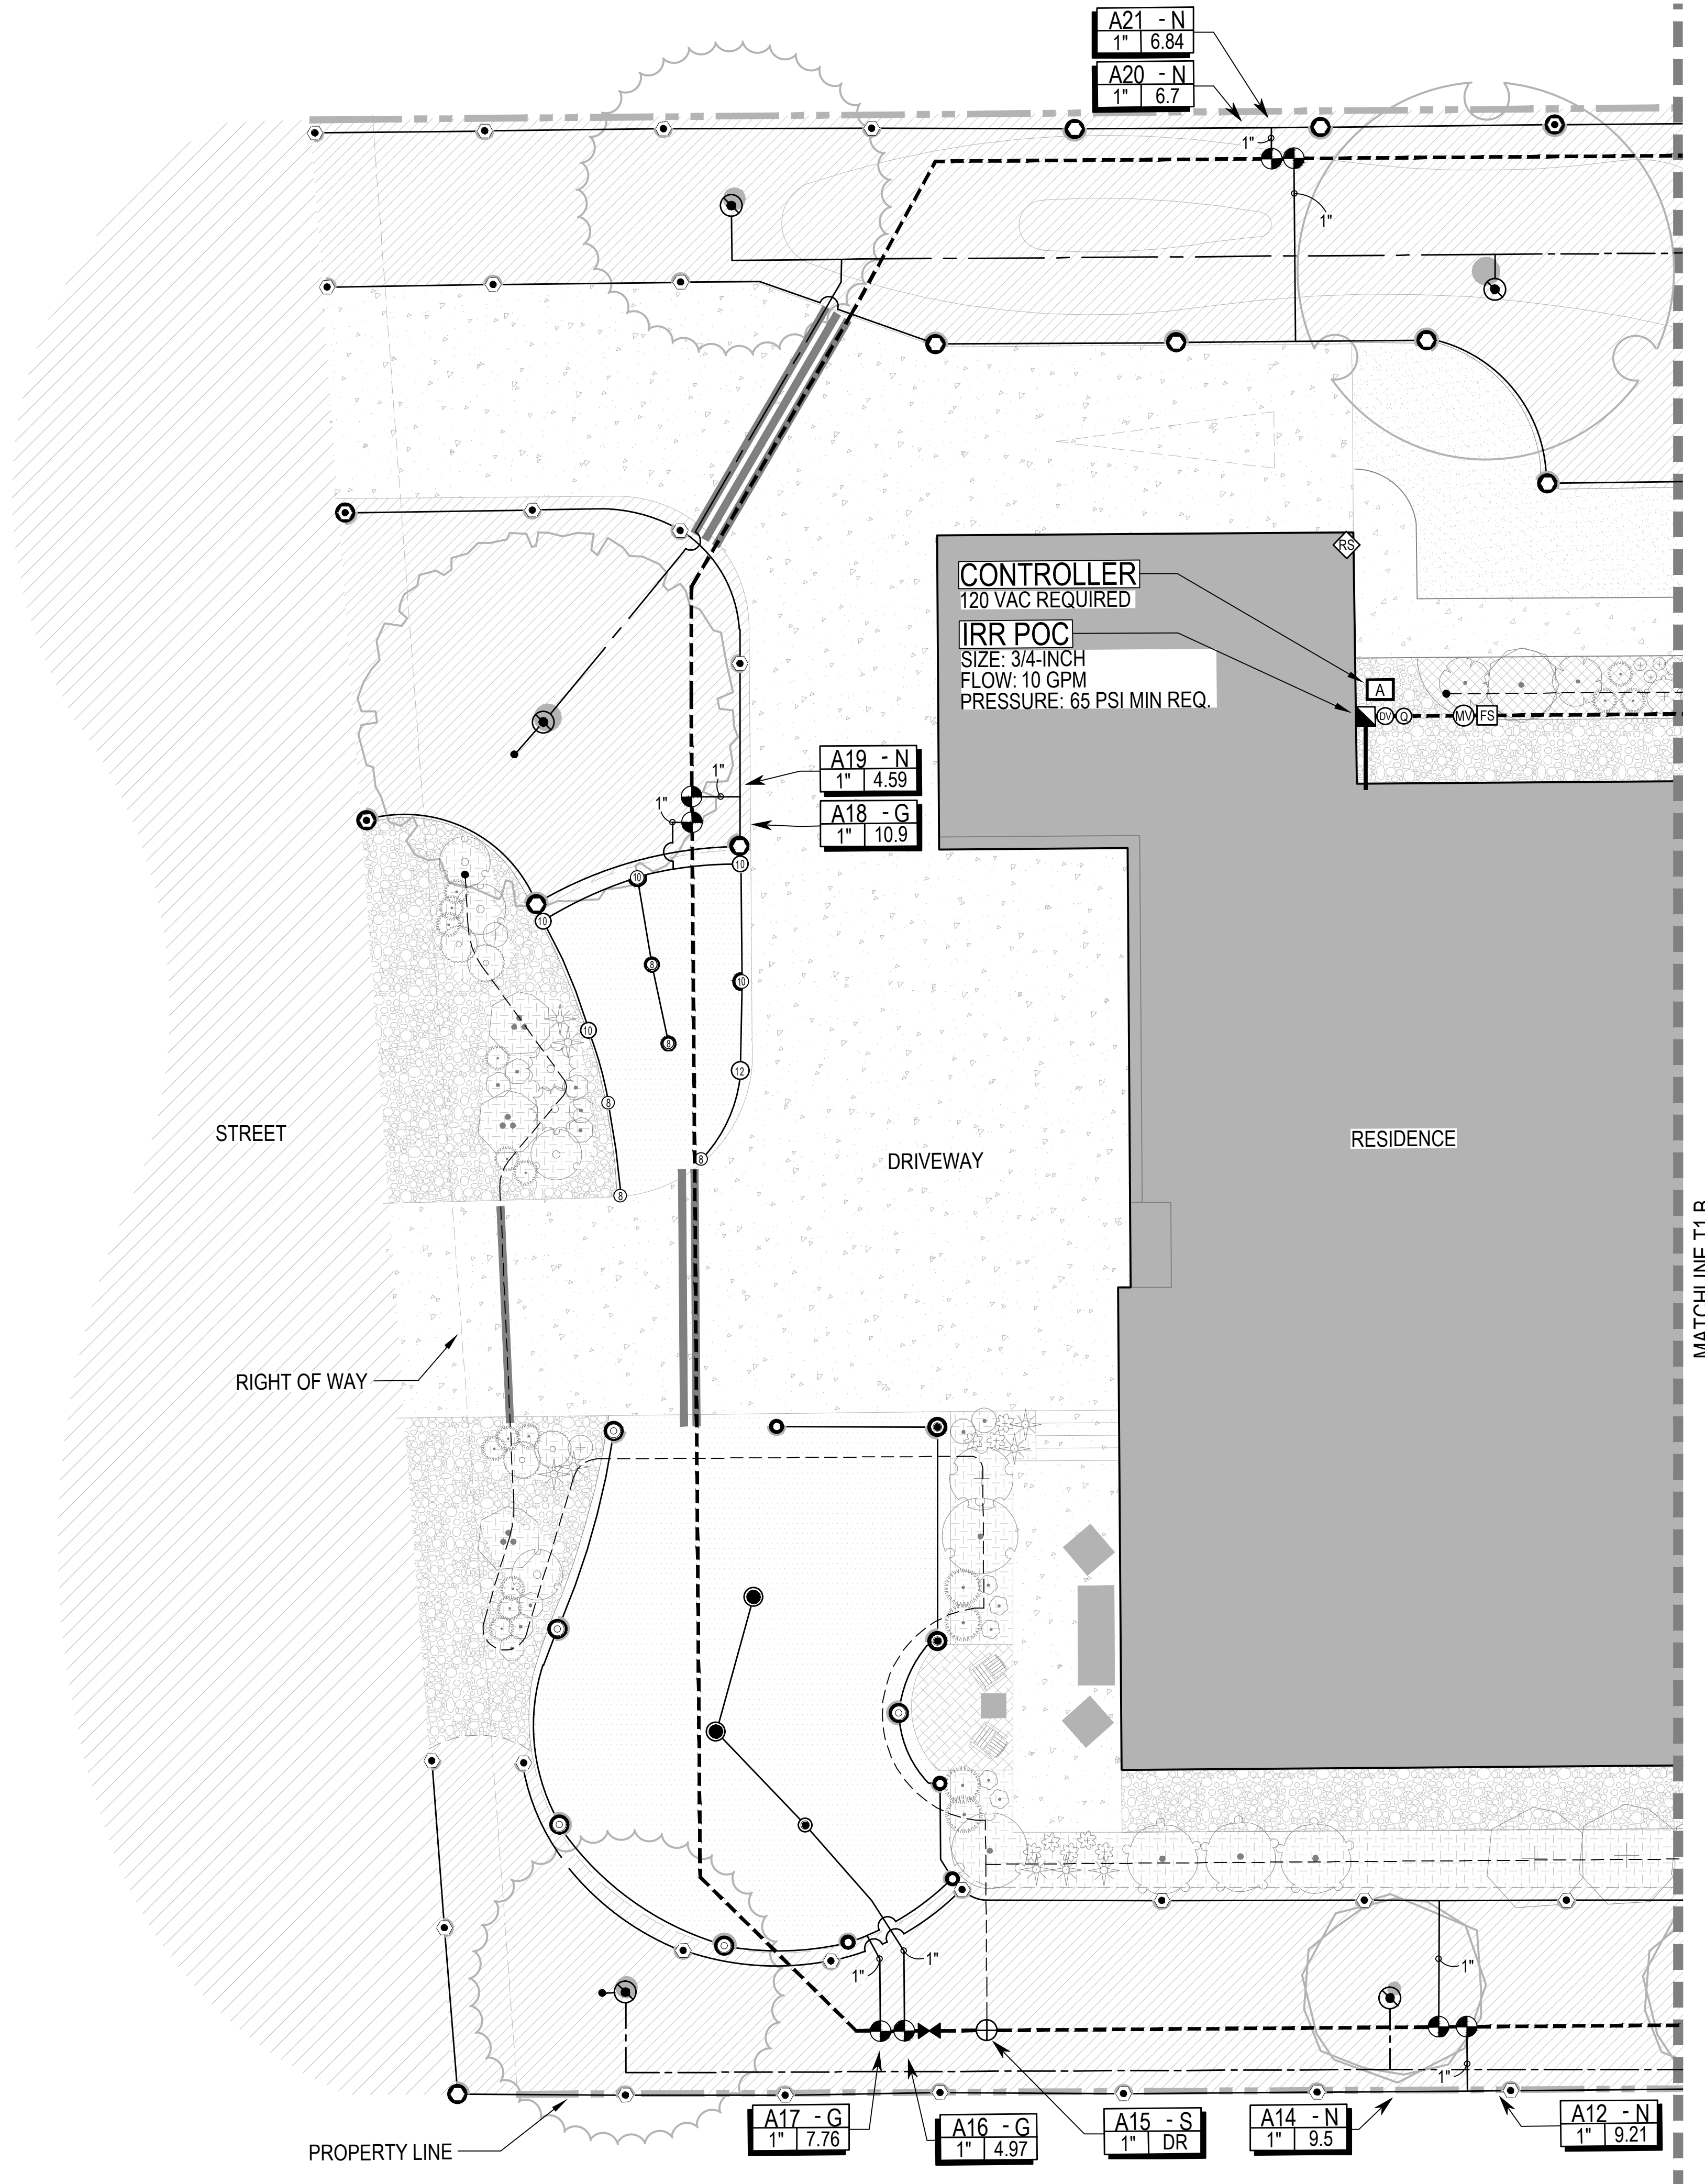 A21 - N
1" 6.84
A20 - N
1" 6.7
1"
1"
RS
CONTROLLER
120 VAC REQUIRED
IRR POC
SIZE: 3/4-INCH
FLOW: 10 GPM
PRESSURE: 65 PSI MIN REQ.
A
DV Q MV FS
A19 - N
1" 4.59
1"
A18 - G
1" 10.9
1"
10
10
10
8
10
10
8
12
8
8
8
STREET
DRIVEWAY
RESIDENCE
MATCHLINE T1.B
RIGHT OF WAY
1"
1"
1"
1"
A17 - G
1" 7.76
A16 - G
1" 4.97
A15 - S
1" DR
A14 - N
1" 9.5
A12 - N
1" 9.21
PROPERTY LINE